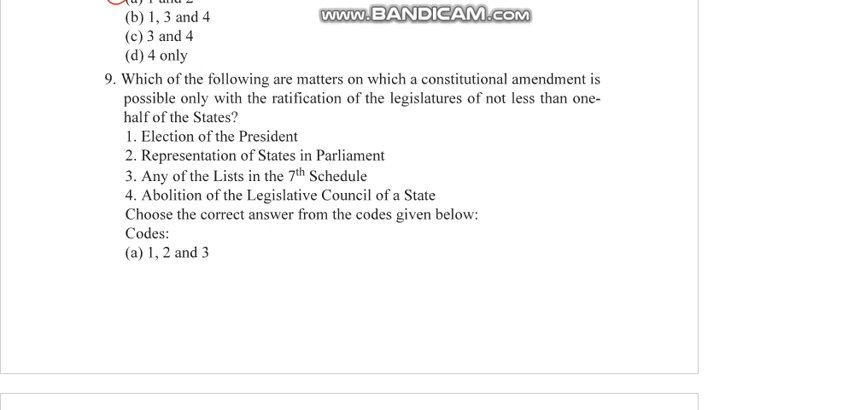 (b) 1, 3 and 4
www.BANDICAM.COM
(c) 3 and 4
(d) 4 only
9. Which of the following are matters on which a constitutional amendment is
possible only with the ratification of the legislatures of not less than one-
half of the States?
1. Election of the President
2. Representation of States in Parliament
3. Any of the Lists in the 7th Schedule
4. Abolition of the Legislative Council of a State
Choose the correct answer from the codes given below:
Codes:
(a) 1, 2 and 3